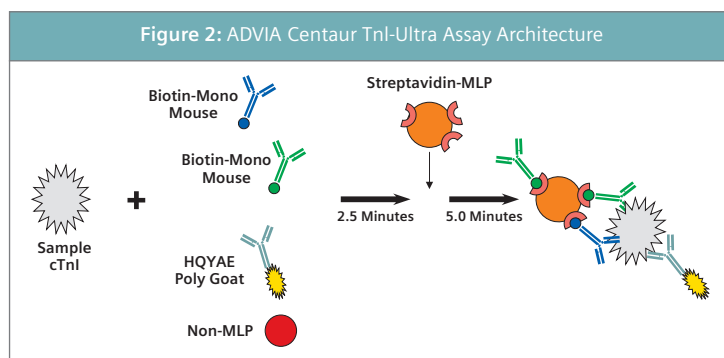 Figure 2: ADVIA Centaur TnI-Ultra Assay Architecture
Biotin-Mono
Mouse
Streptavidin-MLP
Biotin-Mono
Mouse
+
2.5 Minutes
5.0 Minutes
Sample
cTnI
HQYAE
Poly Goat
Non-MLP